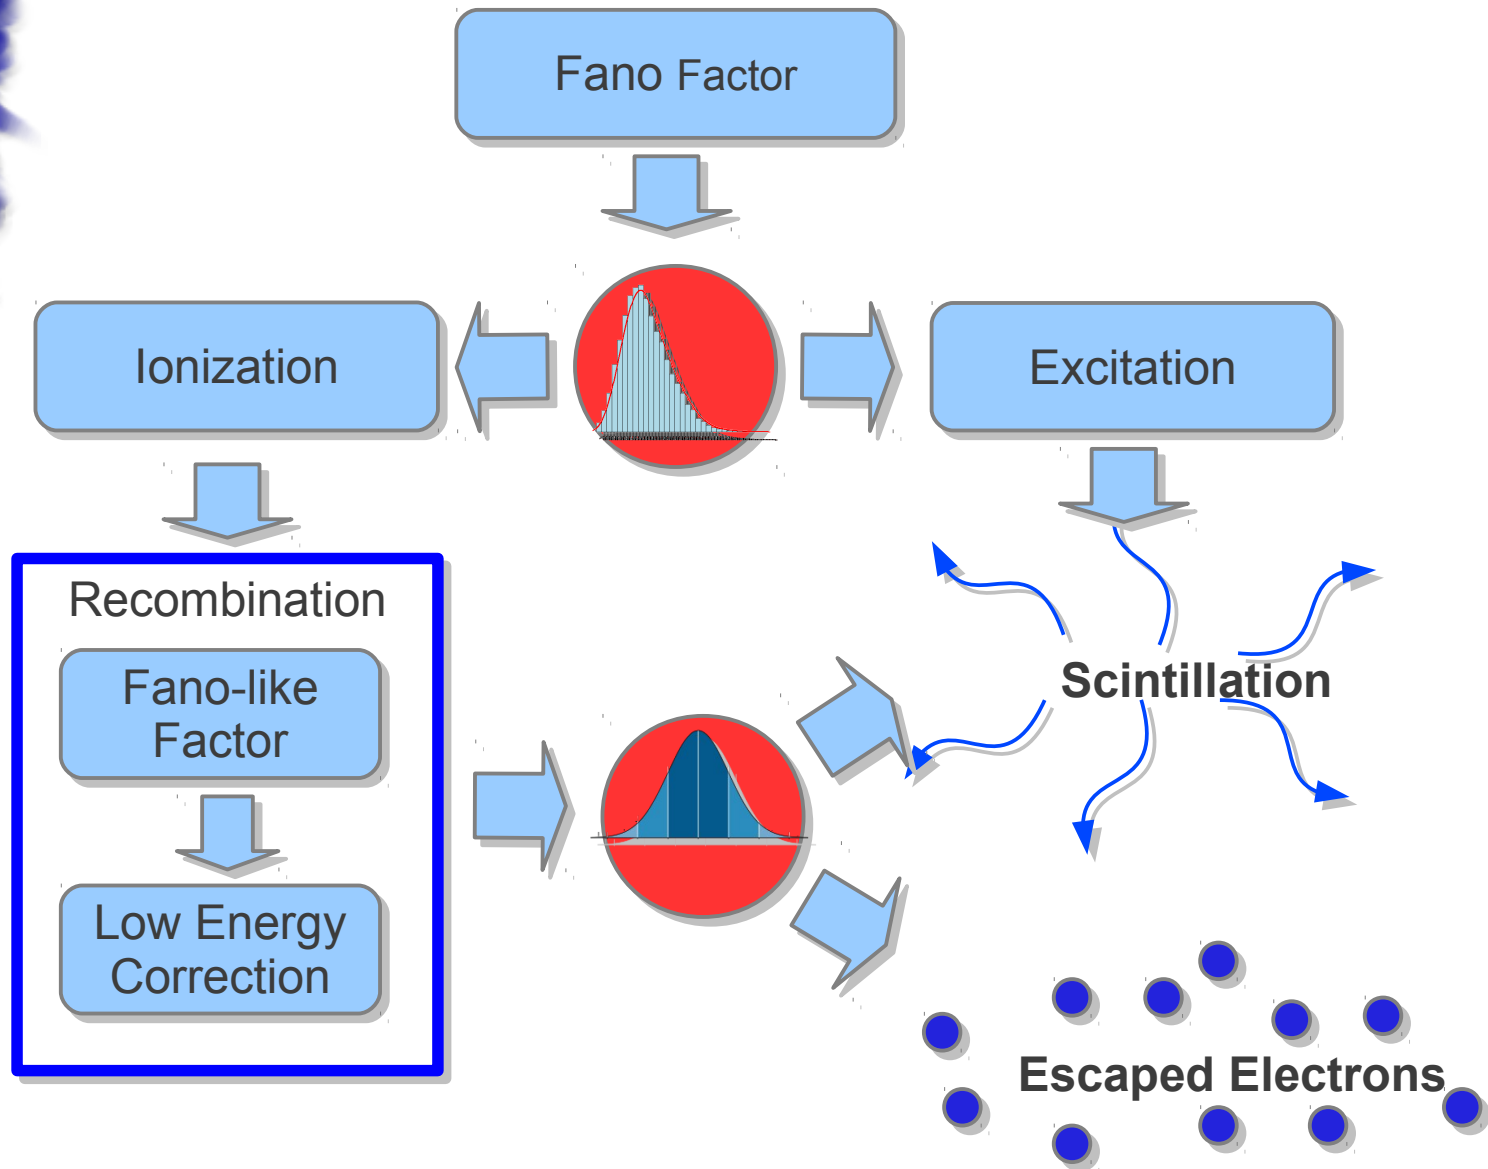 Fano Factor
Ionization
Excitation
Recombination
Fano-like
Factor
Scintillation
Low Energy
Correction
Escaped Electrons